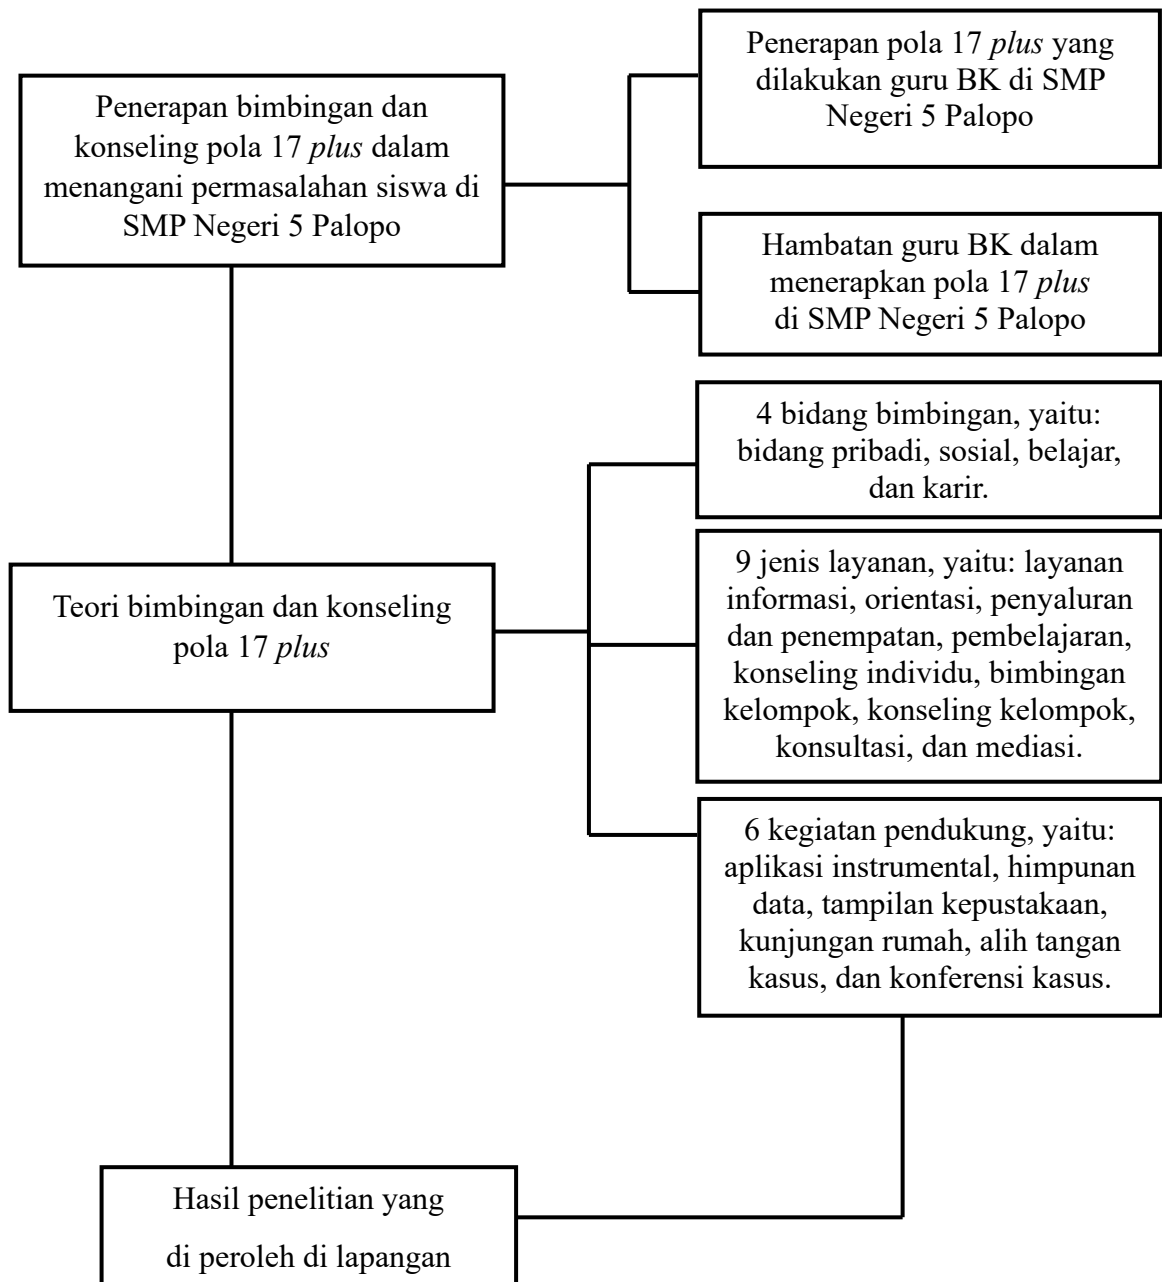 Penerapan bimbingan dan
konseling pola 17 plus dalam
menangani permasalahan siswa di
SMP Negeri 5 Palopo
Penerapan pola 17 plus yang
dilakukan guru BK di SMP
Negeri 5 Palopo
Hambatan guru BK dalam
menerapkan pola 17 plus
di SMP Negeri 5 Palopo
Teori bimbingan dan konseling
pola 17 plus
4 bidang bimbingan, yaitu:
bidang pribadi, sosial, belajar,
dan karir.
9 jenis layanan, yaitu: layanan
informasi, orientasi, penyaluran
dan penempatan, pembelajaran,
konseling individu, bimbingan
kelompok, konseling kelompok,
konsultasi, dan mediasi.
6 kegiatan pendukung, yaitu:
aplikasi instrumental, himpunan
data, tampilan kepustakaan,
kunjungan rumah, alih tangan
kasus, dan konferensi kasus.
Hasil penelitian yang
di peroleh di lapangan